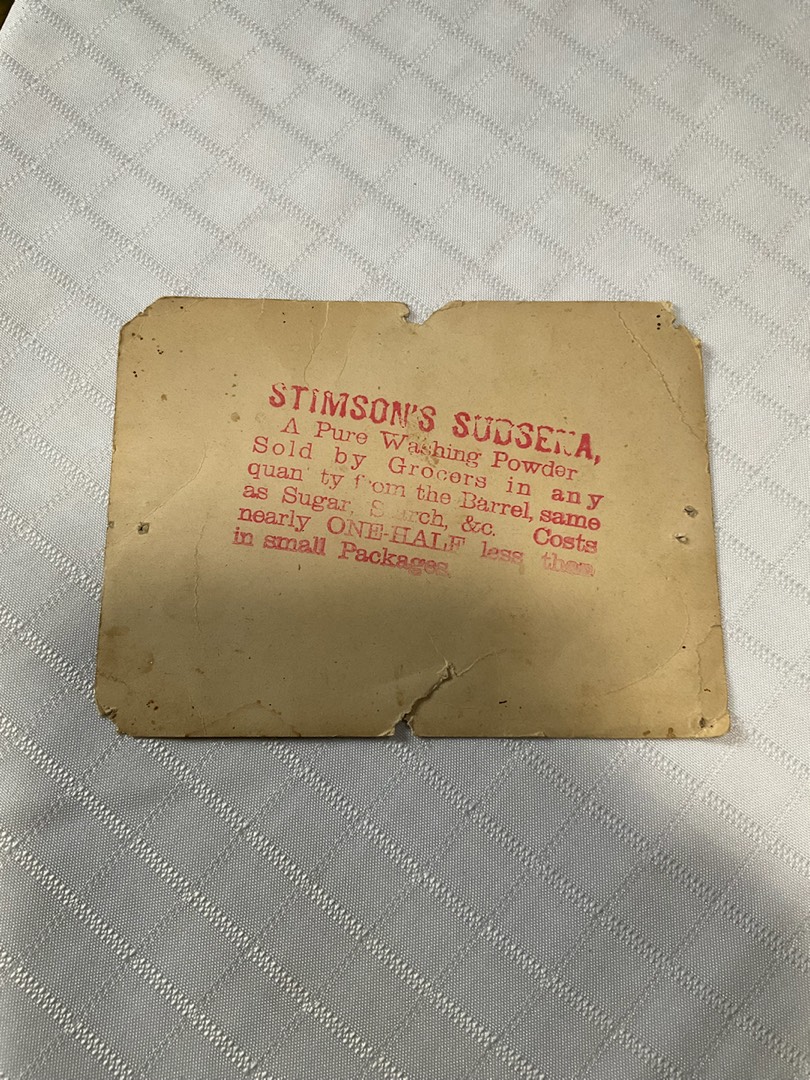 STIMSON'S SUDSENA,
A Pure Washing Powder
Sold by Grocers in any
quan ty from the Barrel, same
as Sugar, Starch, &c. Costs
nearly ONE-HALF less than
in small Packages.